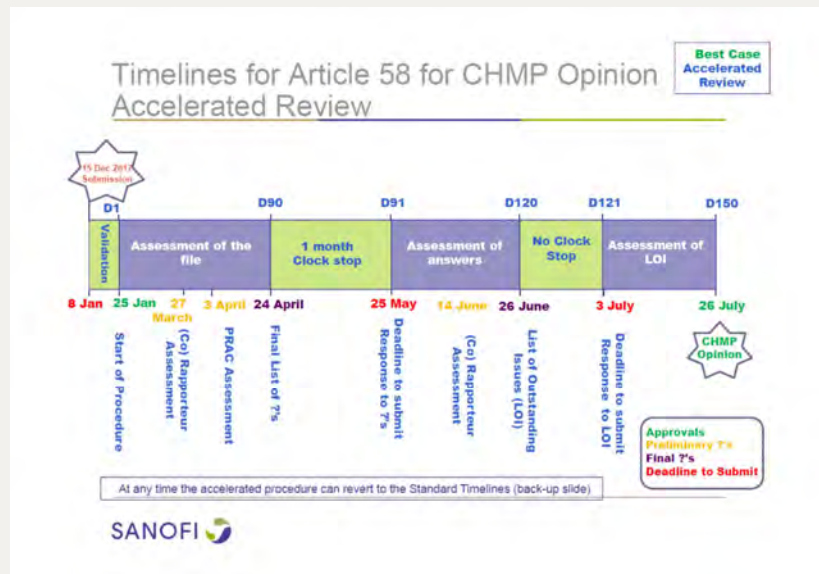 Timelines for Article 58 for CHMP Opinion
Accelerated Review
Best Case
Accelerated
Review
15 Dec 2017
Submission
D1
D90
D91
D120
D121
D150
Validation
Assessment of the
file
1 month
Clock stop
Assessment of
answers
No Clock
Stop
Assessment of
LOI
8 Jan
25 Jan
27
March
3 April
24 April
25 May
14 June
26 June
3 July
26 July
Start of Procedure
(Co) Rapporteur
Assessment
PRAC Assessment
Final List of ?'s
Deadline to submit
Response to ?'s
(Co) Rapporteur
Assessment
List of Outstanding
Issues (LOI)
Deadline to submit
Response to LOI
CHMP
Opinion
Approvals
Preliminary ?'s
Final ?'s
Deadline to Submit
At any time the accelerated procedure can revert to the Standard Timelines (back-up slide)
SANOFI